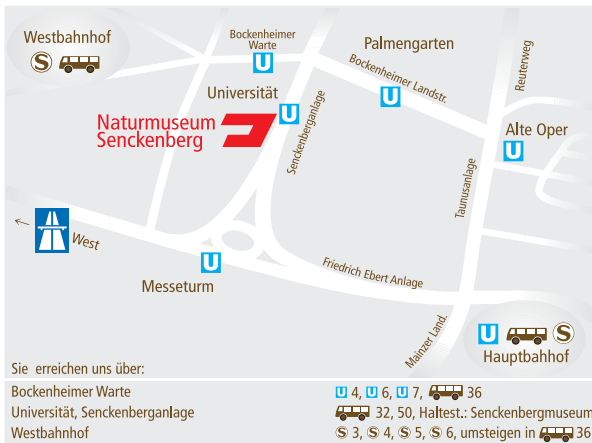 Westbahnhof
S
Bockenheimer
Warte
U
Palmengarten
Bockenheimer Landstr.
U
Reuterweg
Universität
U
Naturmuseum
Senckenberg
Senckenberganlage
Alte Oper
U
Taunusanlage
West
U
Messeturm
Friedrich Ebert Anlage
Mainzer Land.
U S
Hauptbahhof
Sie erreichen uns über:
Bockenheimer Warte U 4, U 6, U 7, 36
Universität, Senckenberganlage 32, 50, Haltest.: Senckenbergmuseum
Westbahnhof S 3, S 4, S 5, S 6, umsteigen in 36